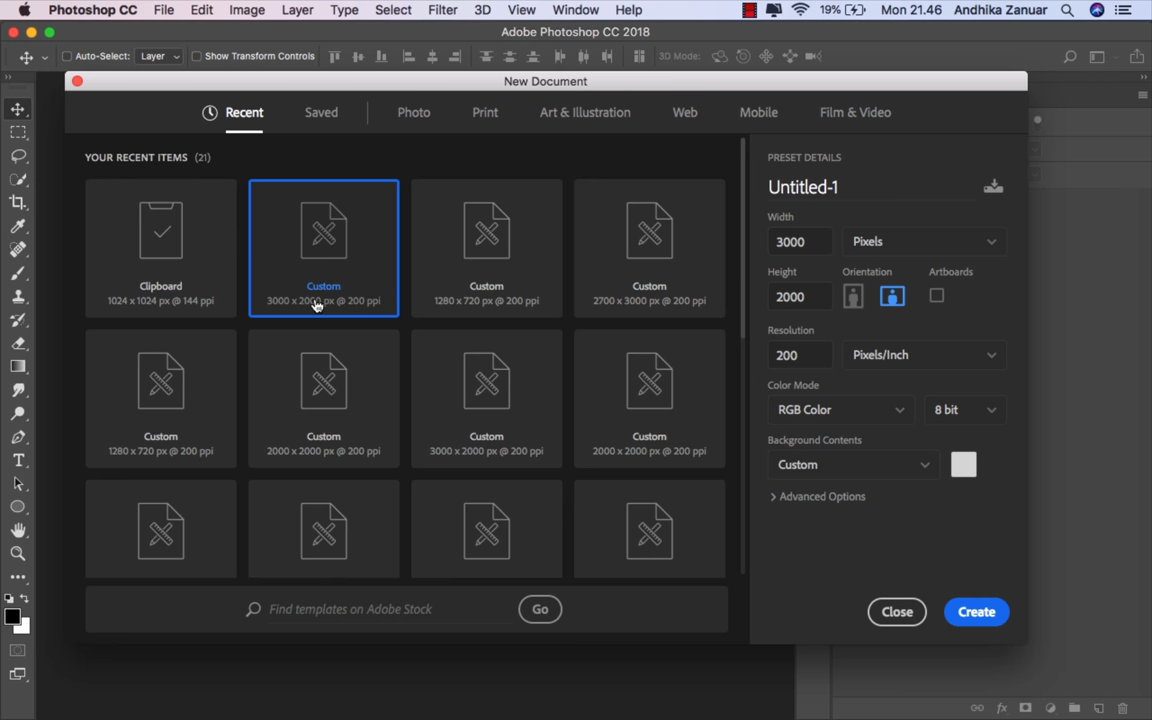 Photoshop CC File Edit Image Layer Type Select Filter 3D View Window Help 19% Mon 21.46 Andhika Zanuar
Adobe Photoshop CC 2018
Auto-Select: Layer Show Transform Controls 3D Mode:
New Document
Recent Saved Photo Print Art & Illustration Web Mobile Film & Video
YOUR RECENT ITEMS (21)
Clipboard
1024 x 1024 px @ 144 ppi
Custom
3000 x 2000 px @ 200 ppi
Custom
1280 x 720 px @ 200 ppi
Custom
2700 x 3000 px @ 200 ppi
Custom
1280 x 720 px @ 200 ppi
Custom
2000 x 2000 px @ 200 ppi
Custom
3000 x 2000 px @ 200 ppi
Custom
2000 x 2000 px @ 200 ppi
Find templates on Adobe Stock Go
PRESET DETAILS
Untitled-1
Width
3000 Pixels
Height Orientation Artboards
2000
Resolution
200 Pixels/Inch
Color Mode
RGB Color 8 bit
Background Contents
Custom
Advanced Options
Close Create
fx